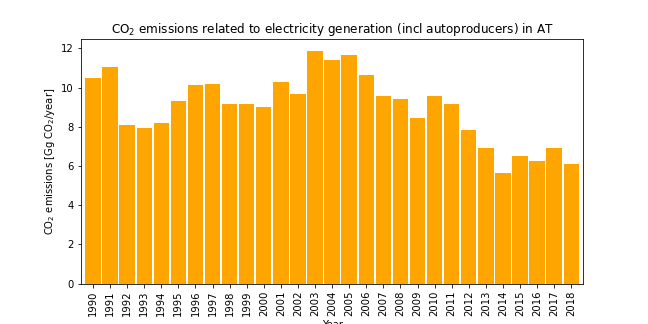 CO₂ emissions related to electricity generation (incl autoproducers) in AT
CO₂ emissions [Gg CO₂/year]
12
10
8
6
4
2
0
1990 1991 1992 1993 1994 1995 1996 1997 1998 1999 2000 2001 2002 2003 2004 2005 2006 2007 2008 2009 2010 2011 2012 2013 2014 2015 2016 2017 2018
Year